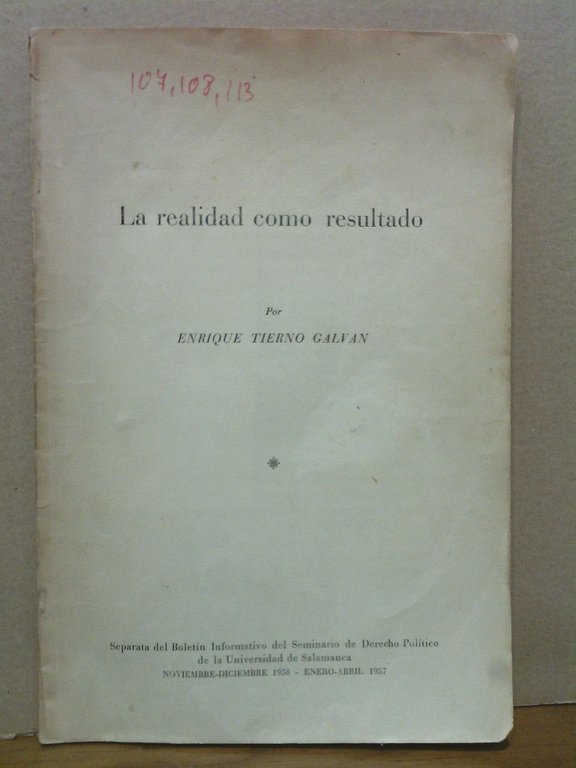 107, 108, 113
La realidad como resultado
Por
ENRIQUE TIERNO GALVAN
Separata del Boletín Informativo del Seminario de Derecho Político
de la Universidad de Salamanca
NOVIEMBRE-DICIEMBRE 1956 - ENERO-ABRIL 1957